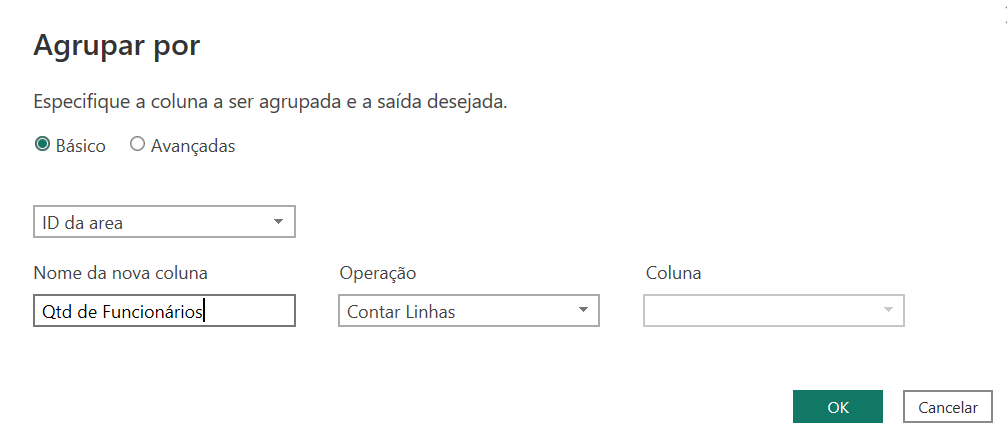 Agrupar por
Especifique a coluna a ser agrupada e a saída desejada.
Básico Avançadas
ID da area
Nome da nova coluna Operação Coluna
Qtd de Funcionários Contar Linhas
OK Cancelar